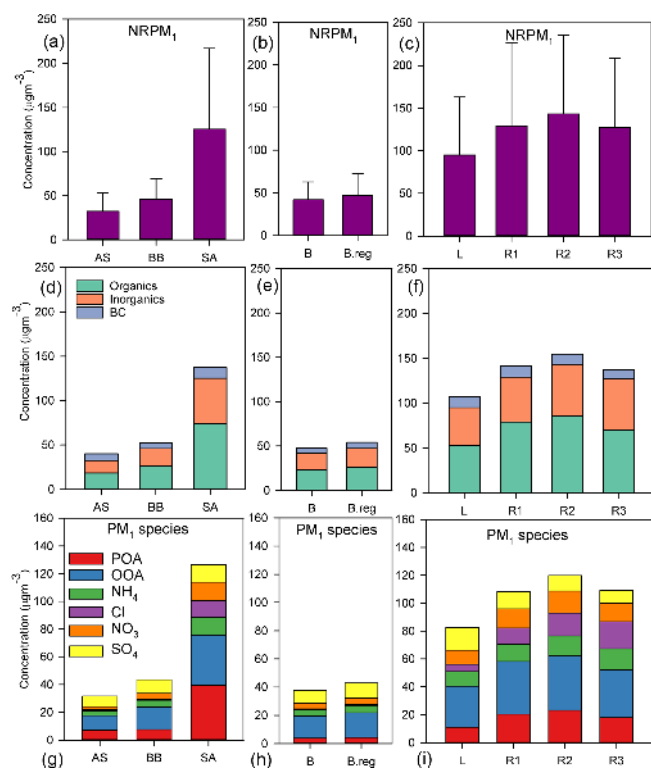 250
200
150
100
50
0
Concentration (µgm⁻³)
(a)
NRPM₁
AS BB SA
250
200
150
100
50
0
(b)
NRPM₁
B B.reg
250
200
150
100
50
0
(c)
NRPM₁
L R1 R2 R3
250
200
150
100
50
0
Concentration (µgm⁻³)
(d)
Organics
Inorganics
BC
AS BB SA
250
200
150
100
50
0
(e)
B B.reg
250
200
150
100
50
0
(f)
L R1 R2 R3
160
140
120
100
80
60
40
20
0
Concentration (µgm⁻³)
PM₁ species
POA
OOA
NH₄
Cl
NO₃
SO₄
(g)
AS BB SA
160
140
120
100
80
60
40
20
0
PM₁ species
(h)
B B.reg
160
140
120
100
80
60
40
20
0
PM₁ species
(i)
L R1 R2 R3